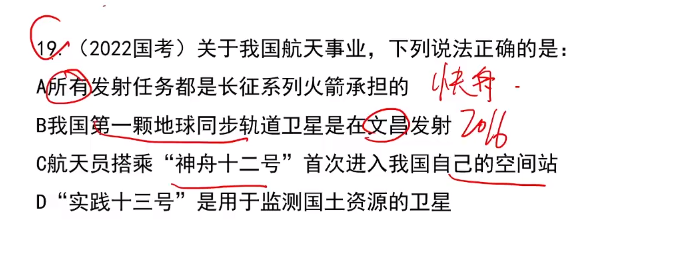 19.（2022国考）关于我国航天事业，下列说法正确的是：
A所有发射任务都是长征系列火箭承担的 快舟.
B我国第一颗地球同步轨道卫星是在文昌发射 2016
C航天员搭乘“神舟十二号”首次进入我国自己的空间站
D“实践十三号”是用于监测国土资源的卫星